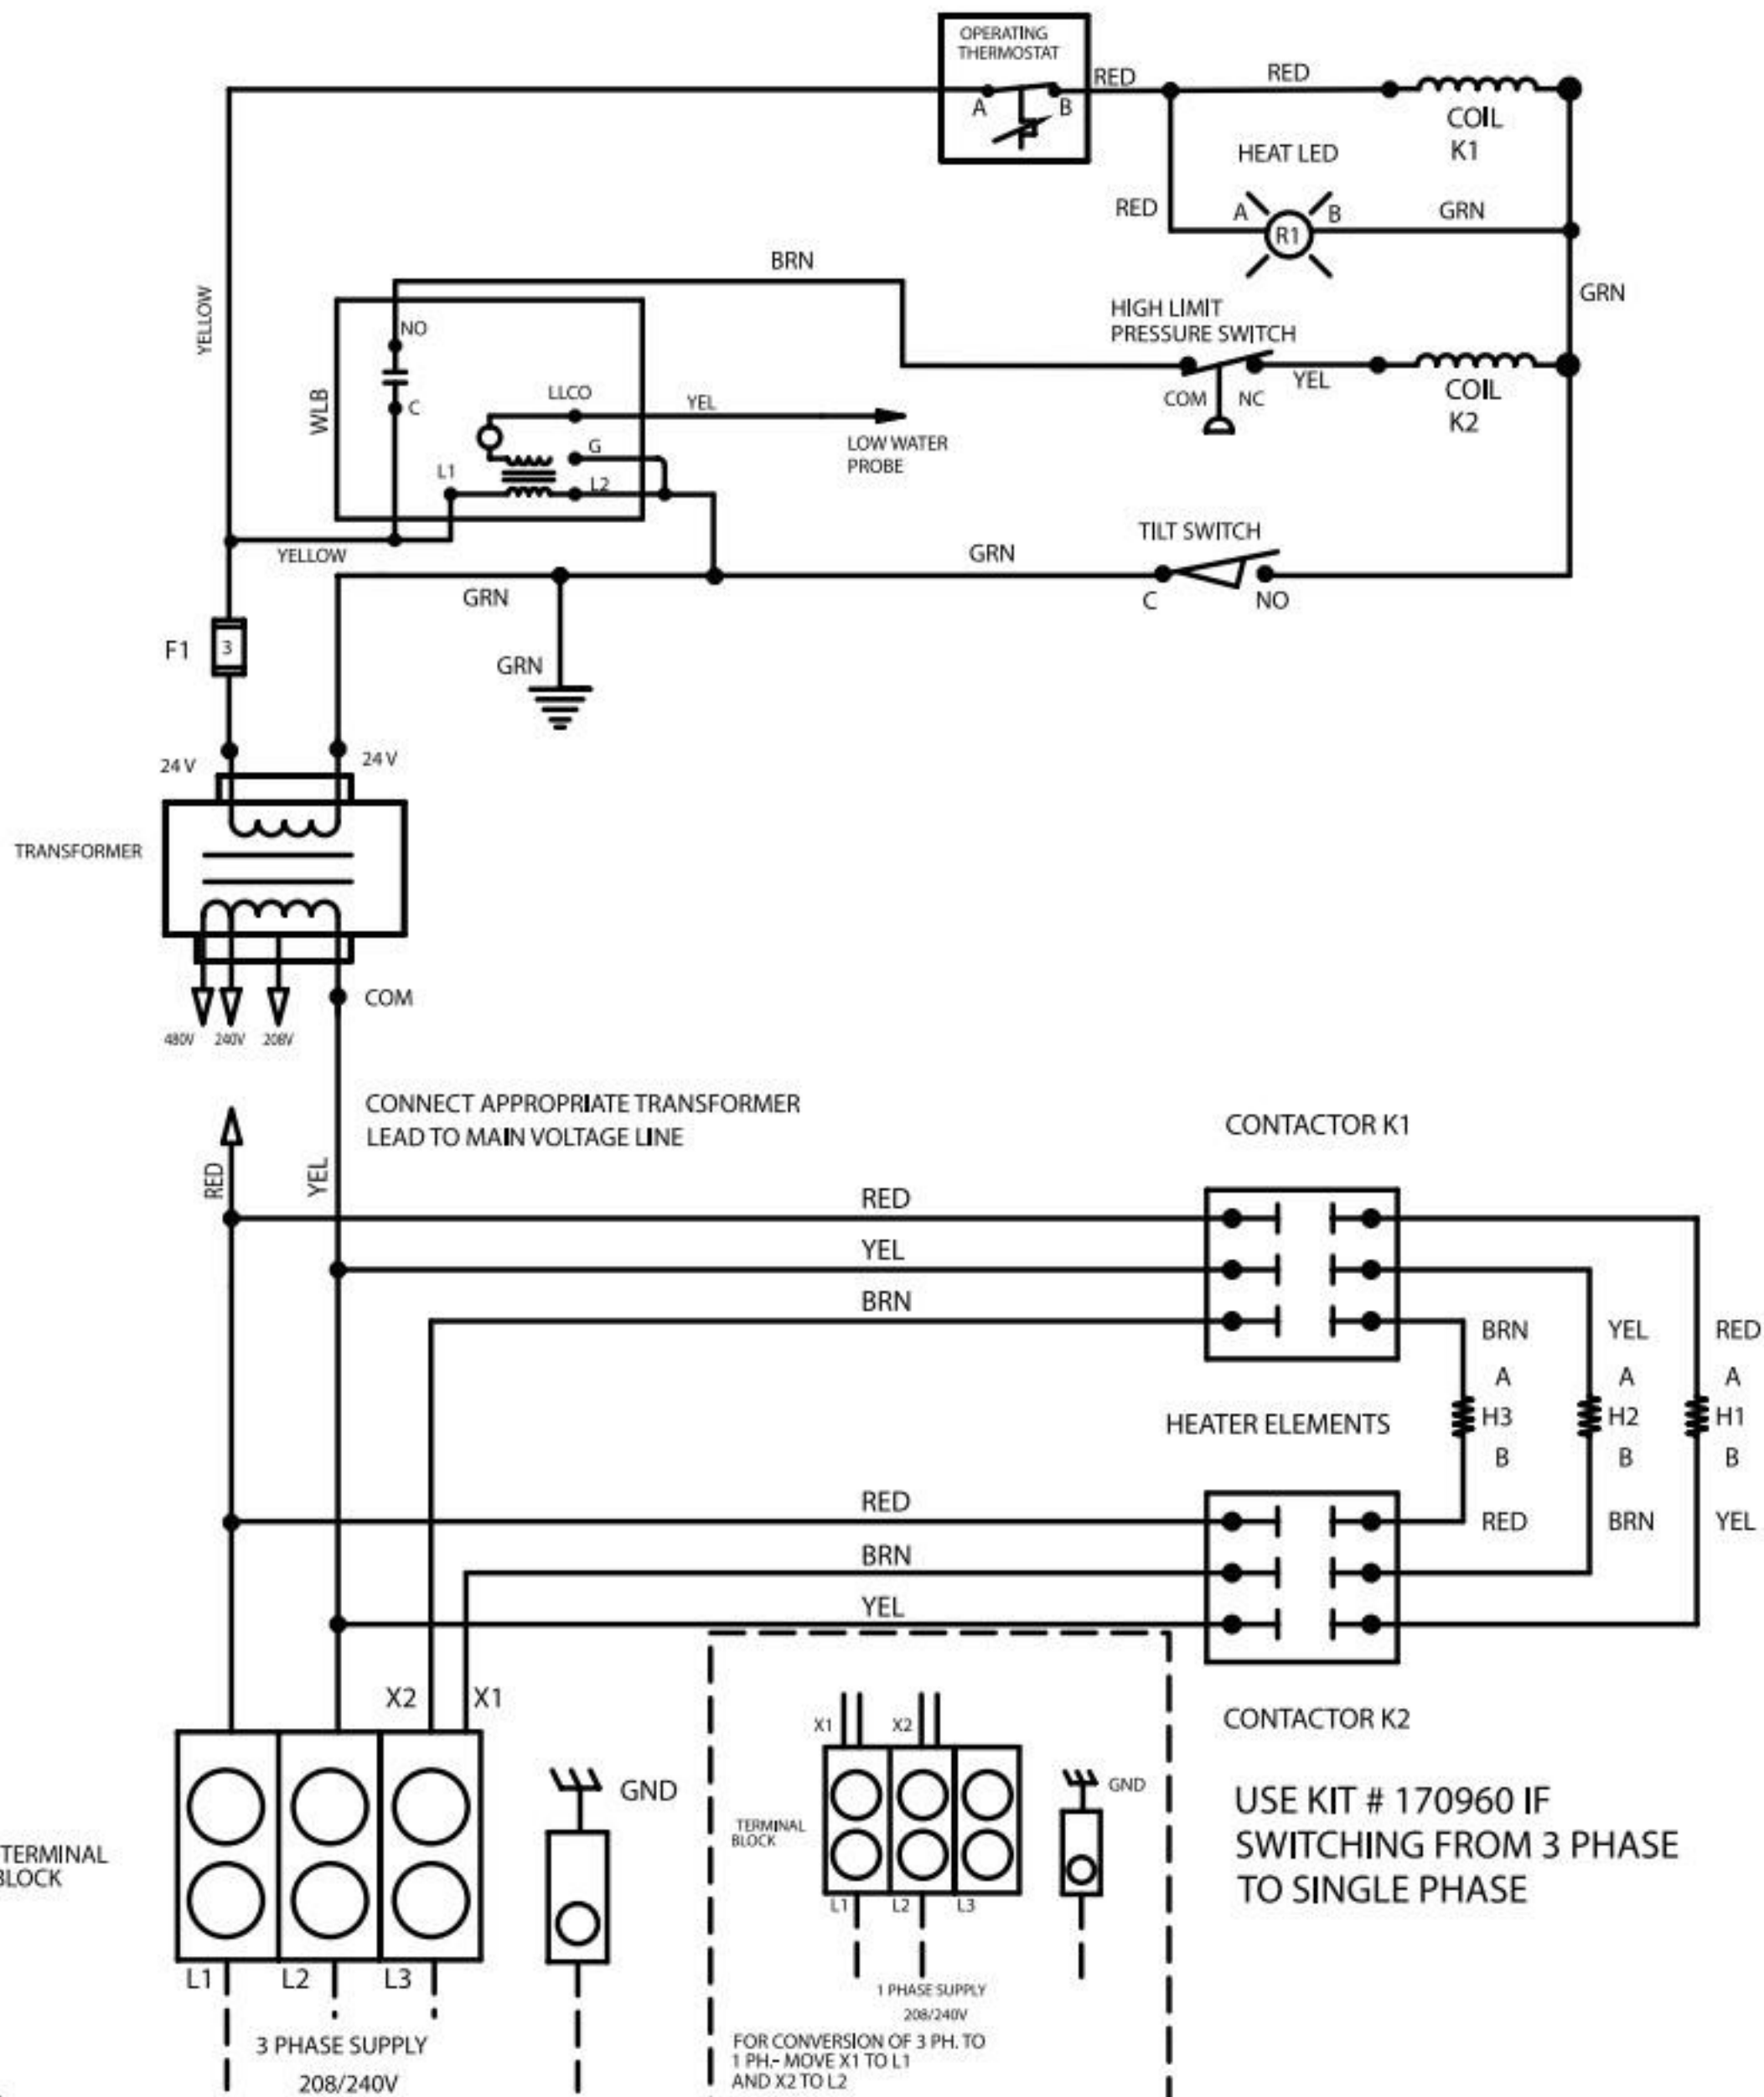 OPERATING
THERMOSTAT
A
B
RED
RED
COIL
K1
HEAT LED
RED
A
R1
B
GRN
GRN
YELLOW
BRN
HIGH LIMIT
PRESSURE SWITCH
COM
NC
YEL
COIL
K2
WLB
NO
C
LLCO
YEL
LOW WATER
PROBE
G
L1
L2
YELLOW
GRN
GRN
TILT SWITCH
C
NO
F1
3
GRN
24 V
24 V
TRANSFORMER
COM
480V
240V
208V
CONNECT APPROPRIATE TRANSFORMER
LEAD TO MAIN VOLTAGE LINE
RED
YEL
CONTACTOR K1
RED
YEL
BRN
BRN
YEL
RED
A
A
A
HEATER ELEMENTS
H3
H2
H1
B
B
B
RED
BRN
YEL
RED
BRN
YEL
CONTACTOR K2
X2
X1
GND
TERMINAL
BLOCK
L1
L2
L3
3 PHASE SUPPLY
208/240V
X1
X2
TERMINAL
BLOCK
GND
L1
L2
L3
1 PHASE SUPPLY
208/240V
FOR CONVERSION OF 3 PH. TO
1 PH.- MOVE X1 TO L1
AND X2 TO L2
USE KIT # 170960 IF
SWITCHING FROM 3 PHASE
TO SINGLE PHASE